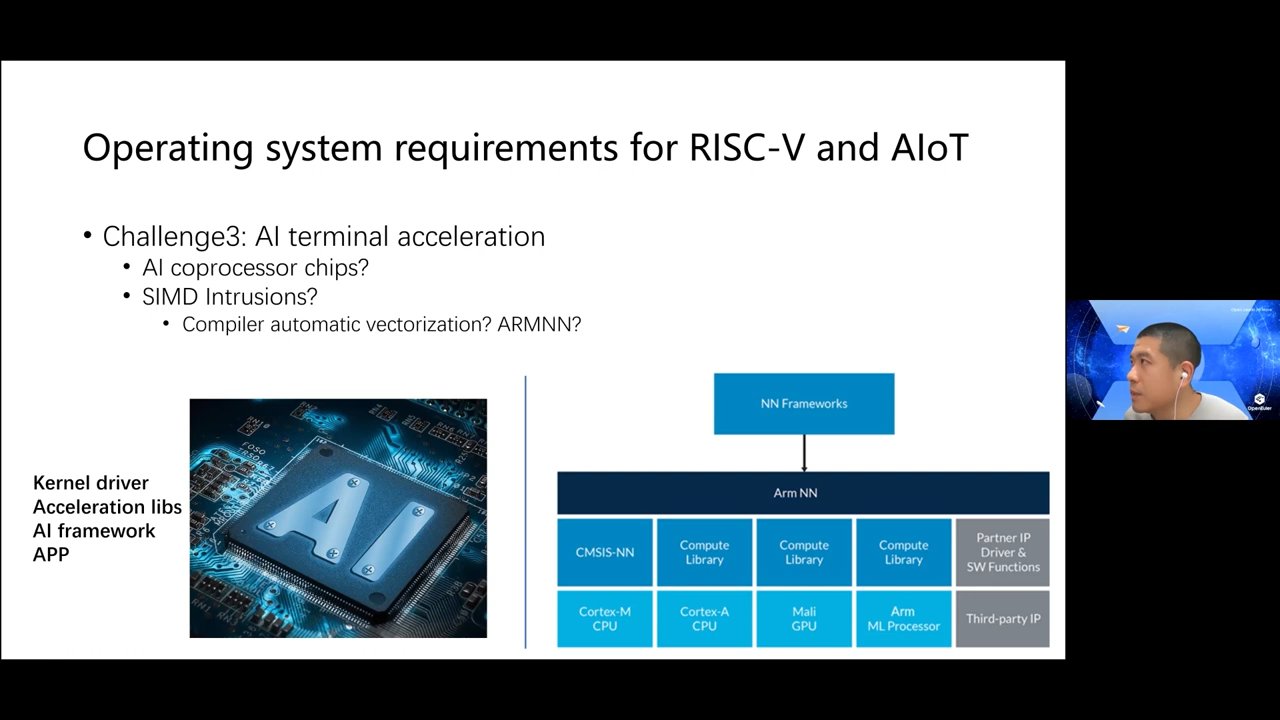 Operating system requirements for RISC-V and AIoT
• Challenge3: AI terminal acceleration
• AI coprocessor chips?
• SIMD Intrusions?
• Compiler automatic vectorization? ARMNN?
Kernel driver
Acceleration libs
AI framework
APP
AI
NN Frameworks
Arm NN
CMSIS-NN
Compute
Library
Compute
Library
Compute
Library
Partner IP
Driver &
SW Functions
Cortex-M
CPU
Cortex-A
CPU
Mali
GPU
Arm
ML Processor
Third-party IP
OpenEuler